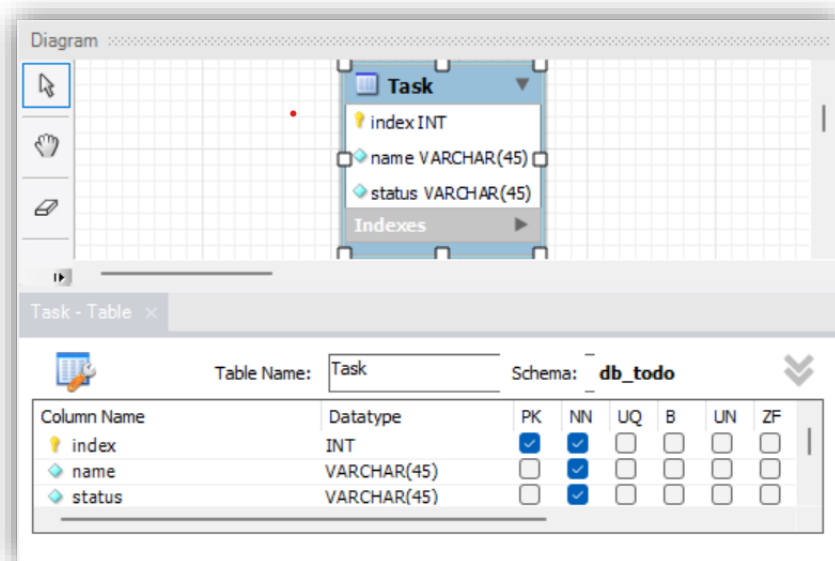 Diagram
Task
index INT
name VARCHAR(45)
status VARCHAR(45)
Indexes
Task - Table
Table Name: Task Schema: db_todo
Column Name Datatype PK NN UQ B UN ZF
index INT
name VARCHAR(45)
status VARCHAR(45)